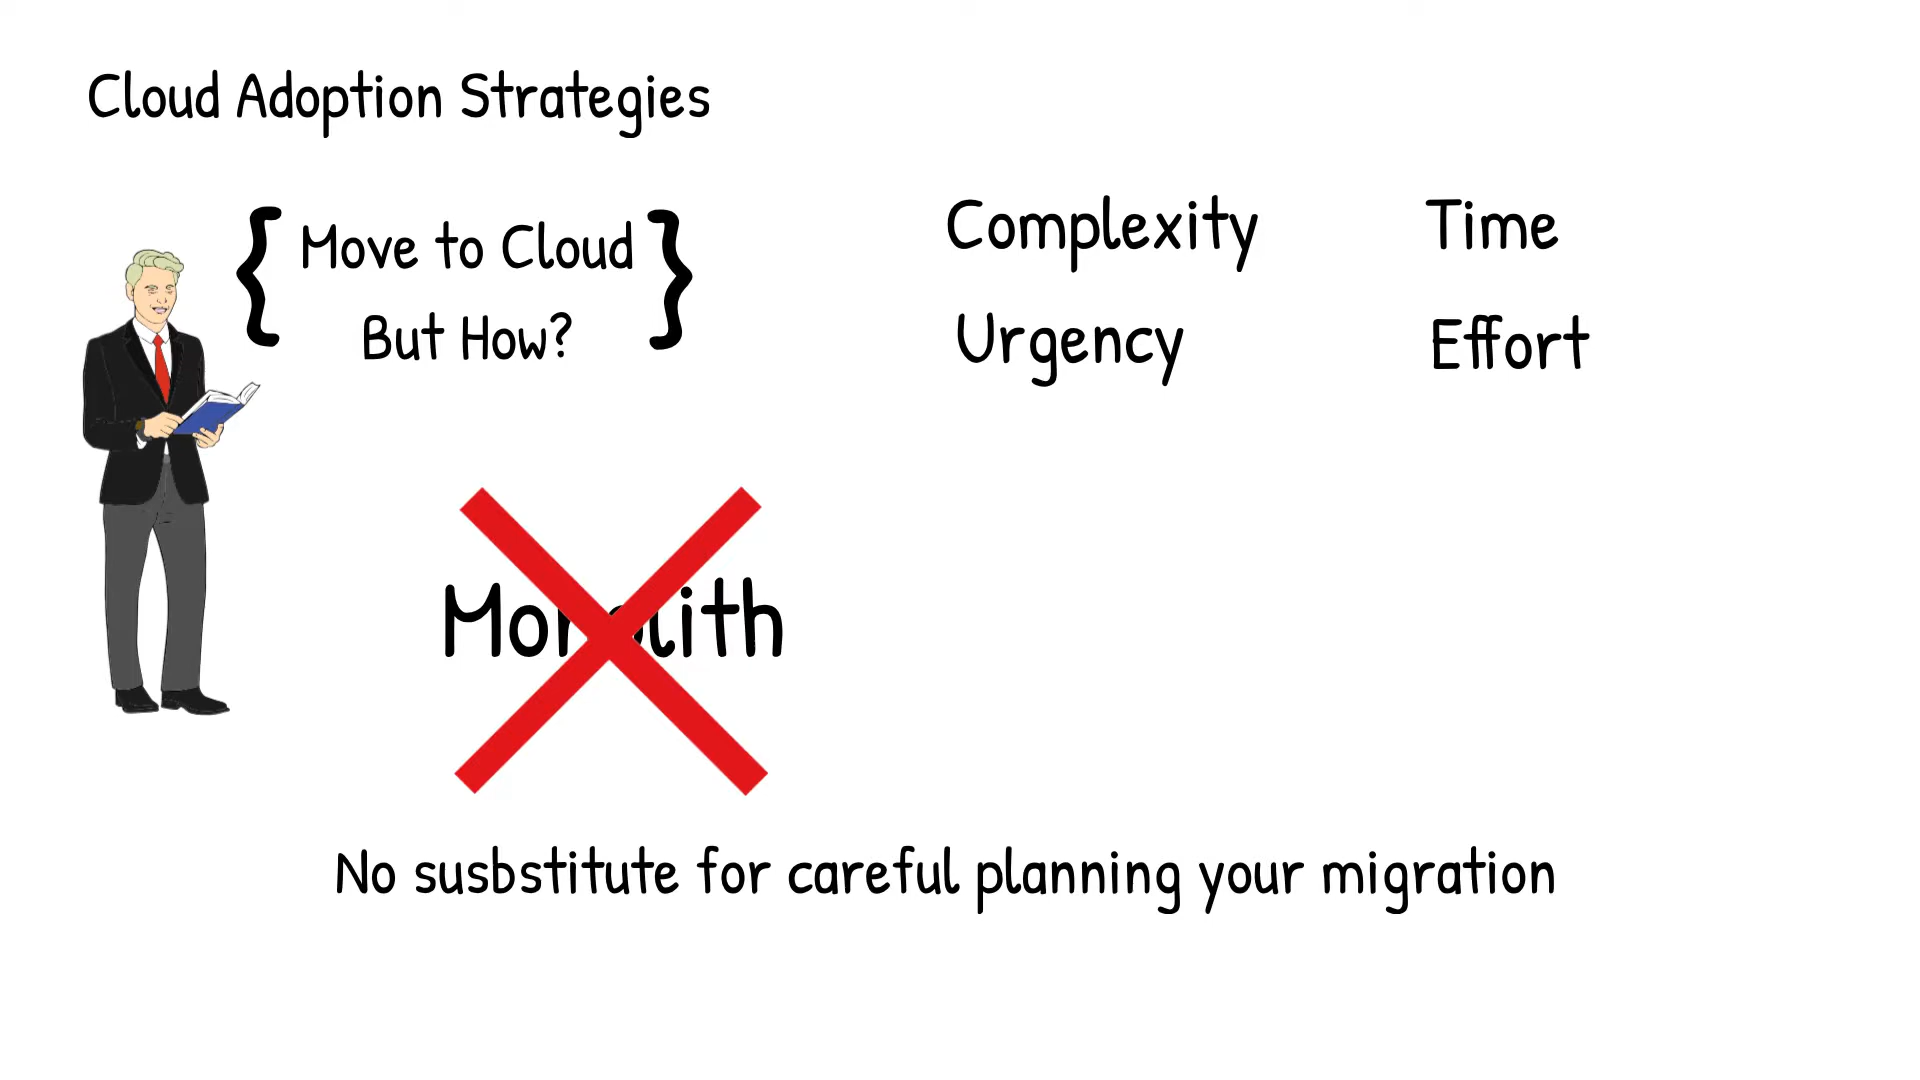 Cloud Adoption Strategies
{ Move to Cloud }
But How?
Complexity
Time
Urgency
Effort
Monolith
No susbstitute for careful planning your migration